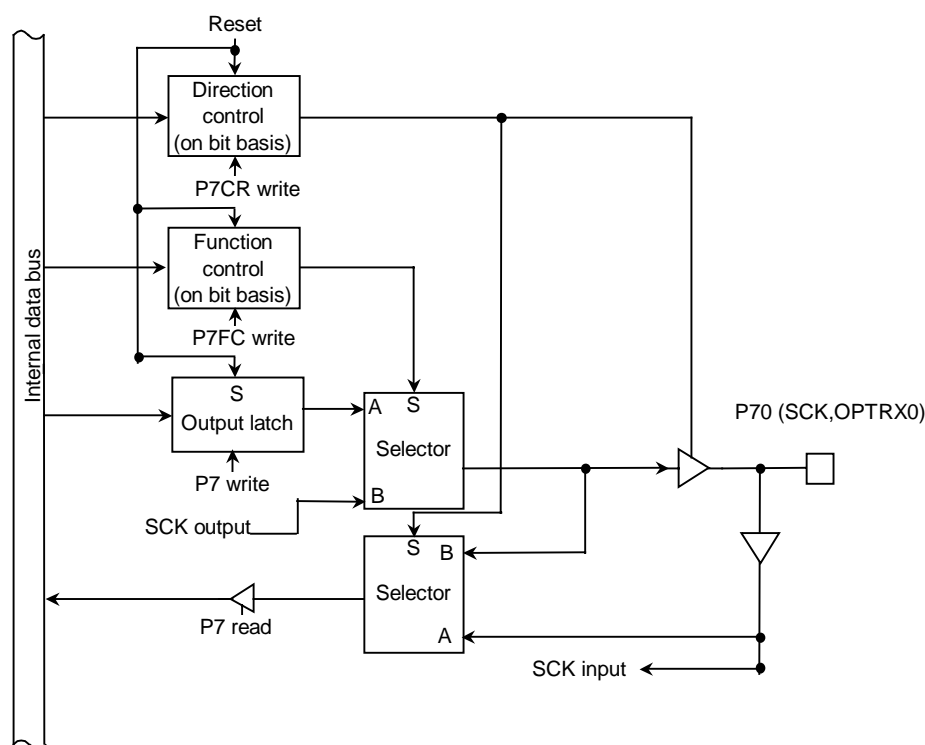 Reset
Direction
control
(on bit basis)
P7CR write
Internal data bus
Function
control
(on bit basis)
P7FC write
S
Output latch
P7 write
A
S
Selector
B
SCK output
P70 (SCK,OPTRX0)
S
B
Selector
A
P7 read
SCK input